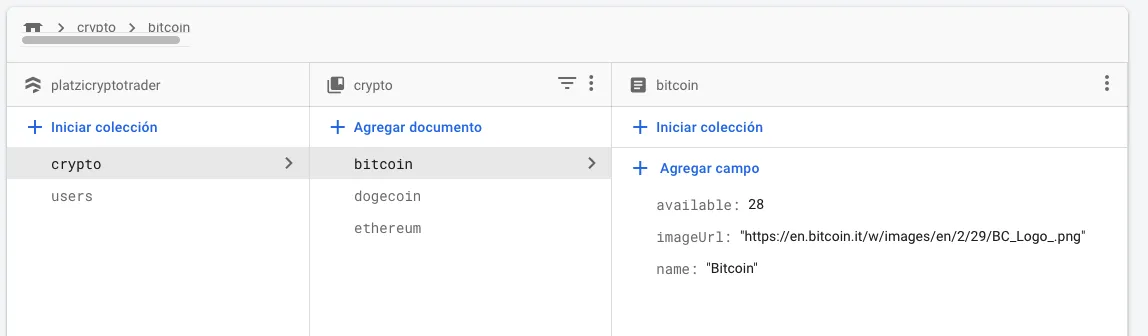 crypto bitcoin
platzicryptotrader
Iniciar colección
crypto
users
crypto
Agregar documento
bitcoin
dogecoin
ethereum
bitcoin
Iniciar colección
Agregar campo
available: 28
imageUrl: "https://en.bitcoin.it/w/images/en/2/29/BC_Logo_.png"
name: "Bitcoin"